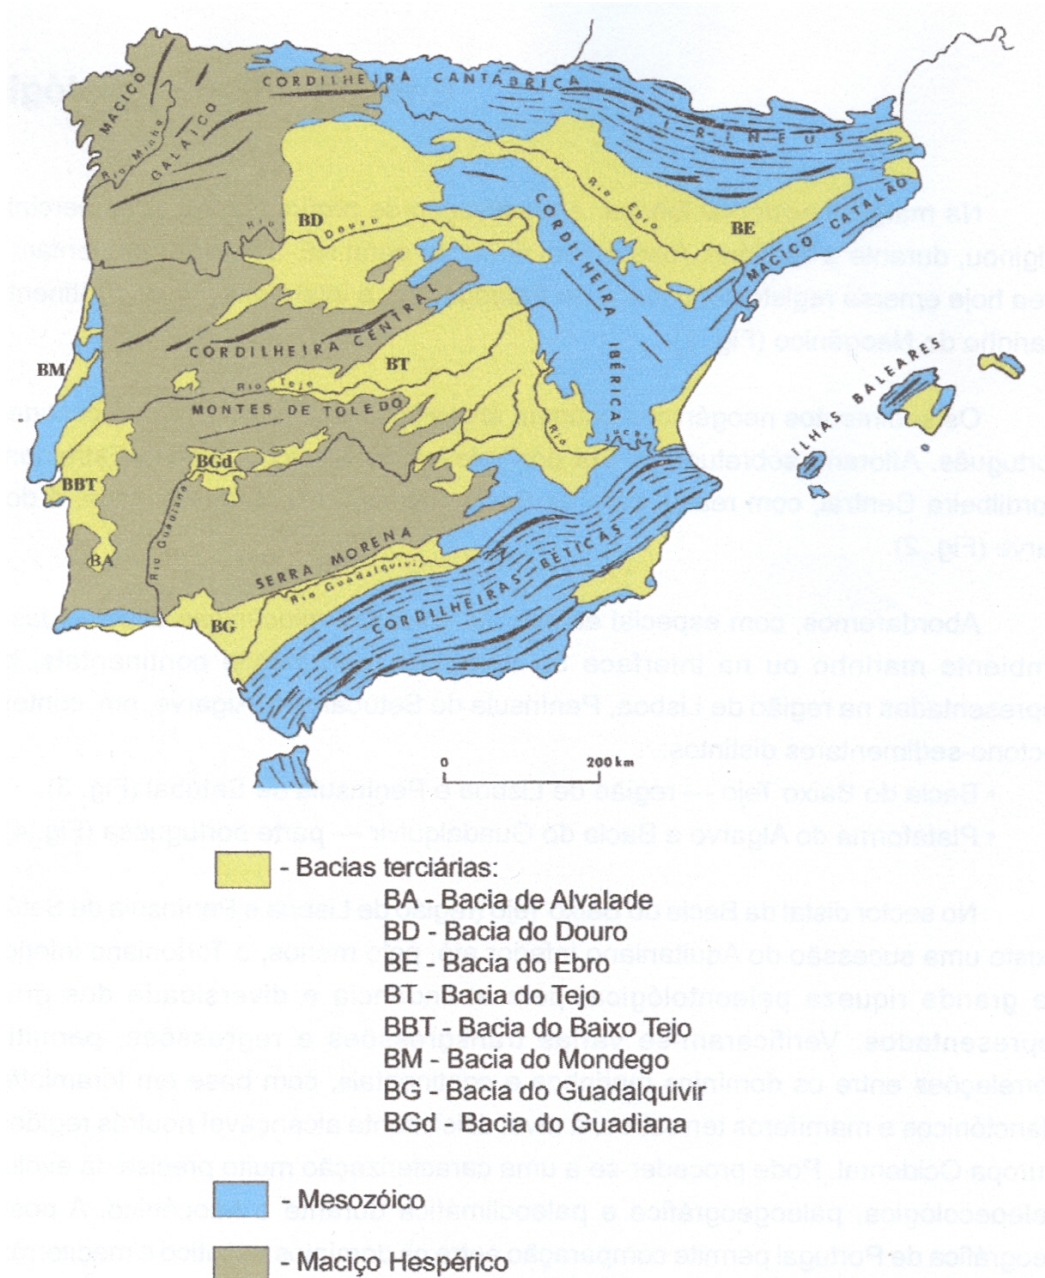 MACIÇO
GALAICO
Rio Minho
CORDILHEIRA CANTÁBRICA
PIRENEUS
Rio Ebro
BD
Rio Douro
BE
CORDILHEIRA IBÉRICA
MACIÇO CATALÃO
CORDILHEIRA CENTRAL
BT
BM
Rio Tejo
MONTES DE TOLEDO
ILHAS BALEARES
BGd
BBT
BA
Rio Guadiana
SERRA MORENA
Rio Guadalquivir
CORDILHEIRAS BÉTICAS
BG
0 200 km
- Bacias terciárias:
BA - Bacia de Alvalade
BD - Bacia do Douro
BE - Bacia do Ebro
BT - Bacia do Tejo
BBT - Bacia do Baixo Tejo
BM - Bacia do Mondego
BG - Bacia do Guadalquivir
BGd - Bacia do Guadiana
- Mesozóico
- Maciço Hespérico